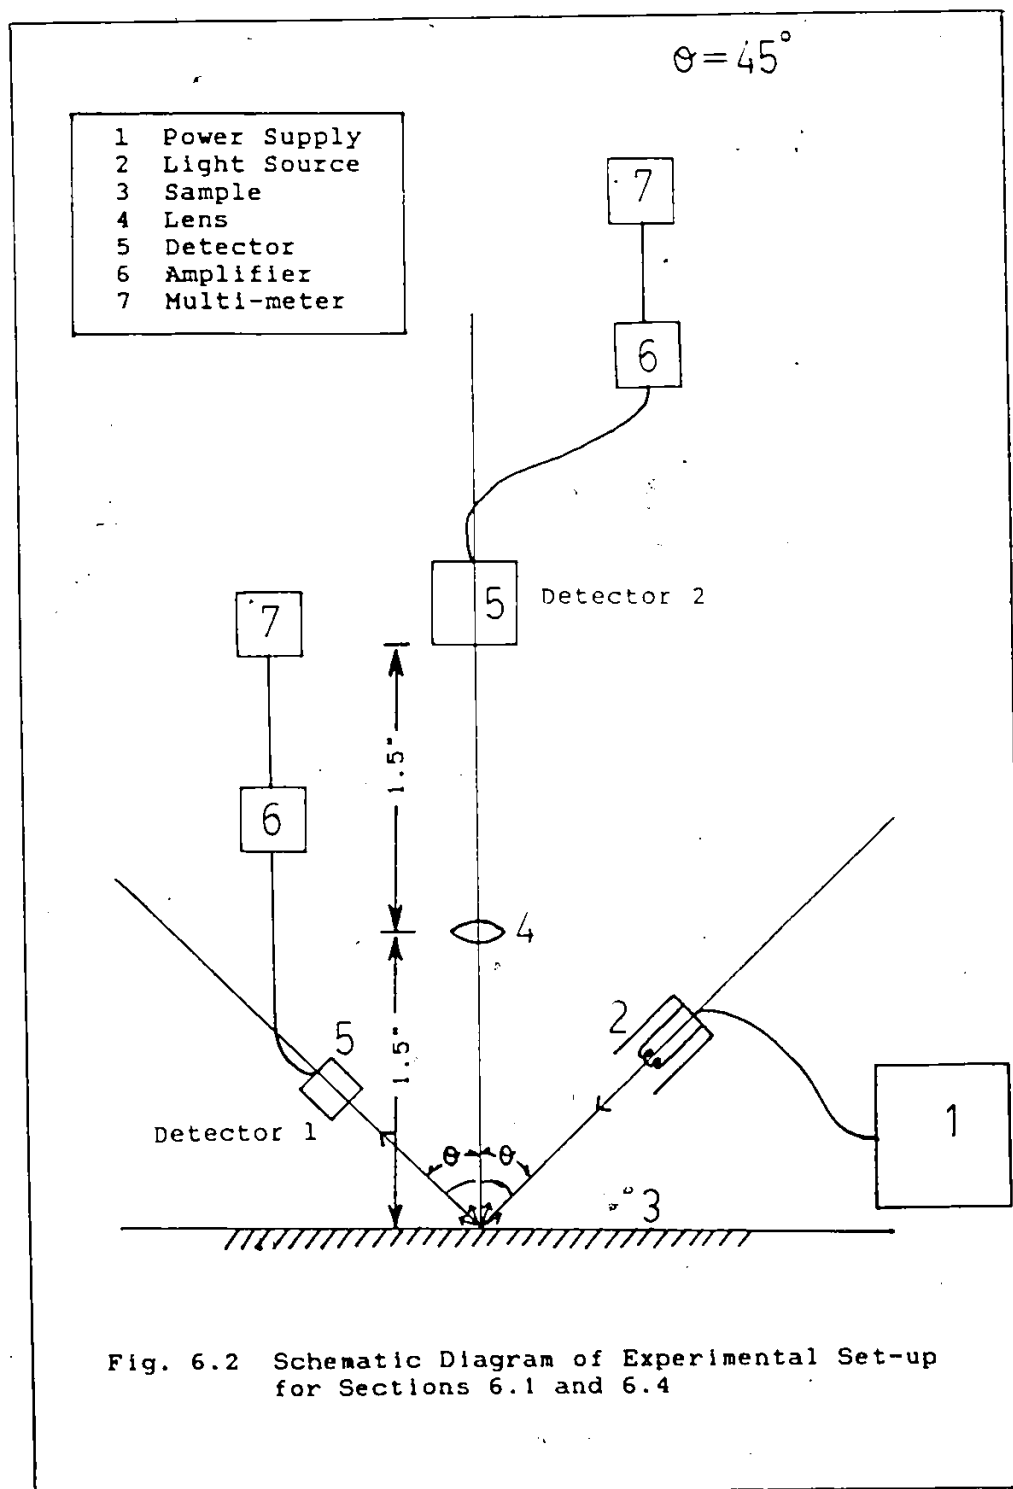 θ = 45°
1 Power Supply
2 Light Source
3 Sample
4 Lens
5 Detector
6 Amplifier
7 Multi-meter
7
6
5 Detector 2
7
1.5"
6
4
2
5
1.5"
1
Detector 1
θ θ
3
Fig. 6.2 Schematic Diagram of Experimental Set-up
for Sections 6.1 and 6.4